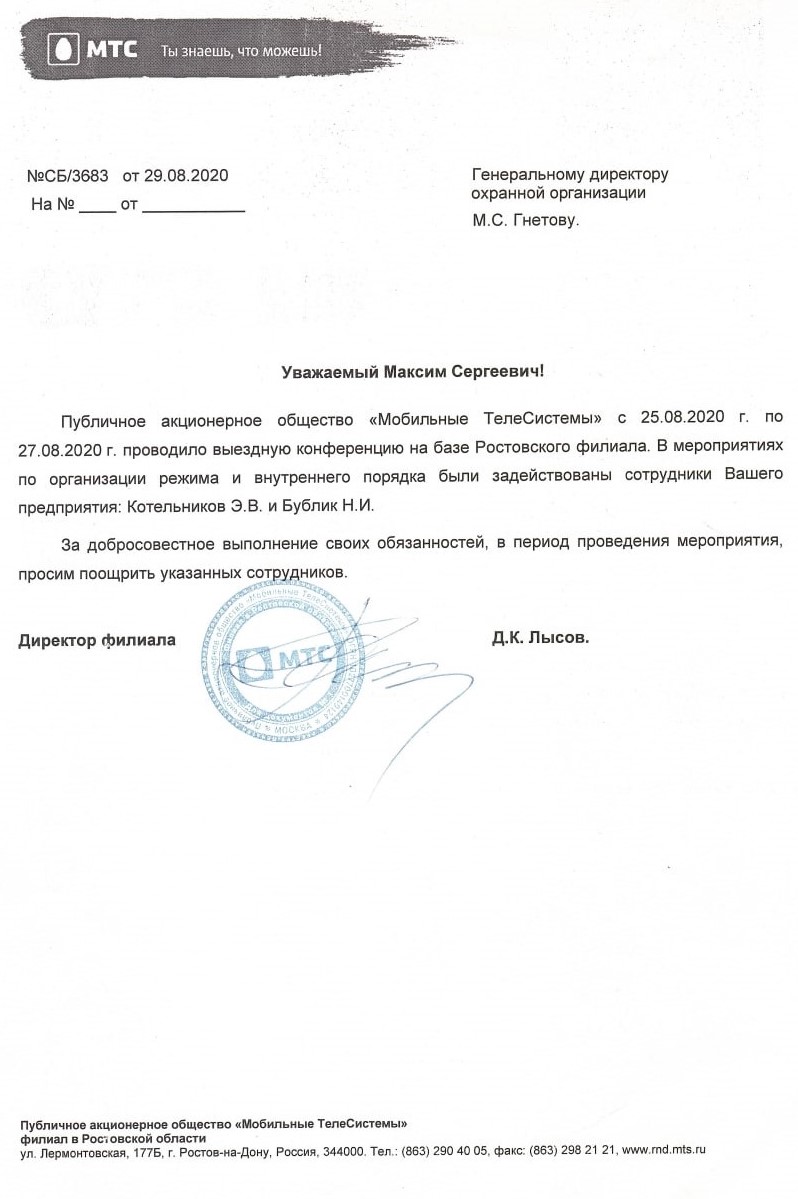 МТС Ты знаешь, что можешь!
№СБ/3683 от 29.08.2020
На № ____ от ____________
Генеральному директору
охранной организации
М.С. Гнетову.
Уважаемый Максим Сергеевич!
Публичное акционерное общество «Мобильные ТелеСистемы» с 25.08.2020 г. по
27.08.2020 г. проводило выездную конференцию на базе Ростовского филиала. В мероприятиях
по организации режима и внутреннего порядка были задействованы сотрудники Вашего
предприятия: Котельников Э.В. и Бублик Н.И.
За добросовестное выполнение своих обязанностей, в период проведения мероприятия,
просим поощрить указанных сотрудников.
Директор филиала
Д.К. Лысов.
МТС
МОСКВА
Публичное акционерное общество «Мобильные ТелеСистемы»
филиал в Ростовской области
ул. Лермонтовская, 177Б, г. Ростов-на-Дону, Россия, 344000. Тел.: (863) 290 40 05, факс: (863) 298 21 21, www.rnd.mts.ru